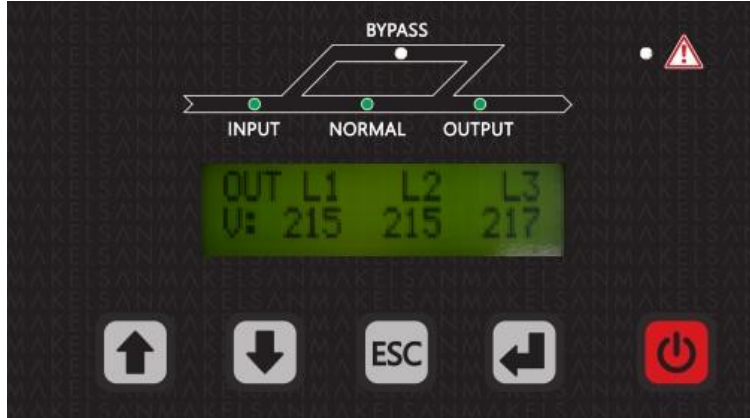 BYPASS
INPUT NORMAL OUTPUT
OUT L1 L2 L3
V: 215 215 217
ESC